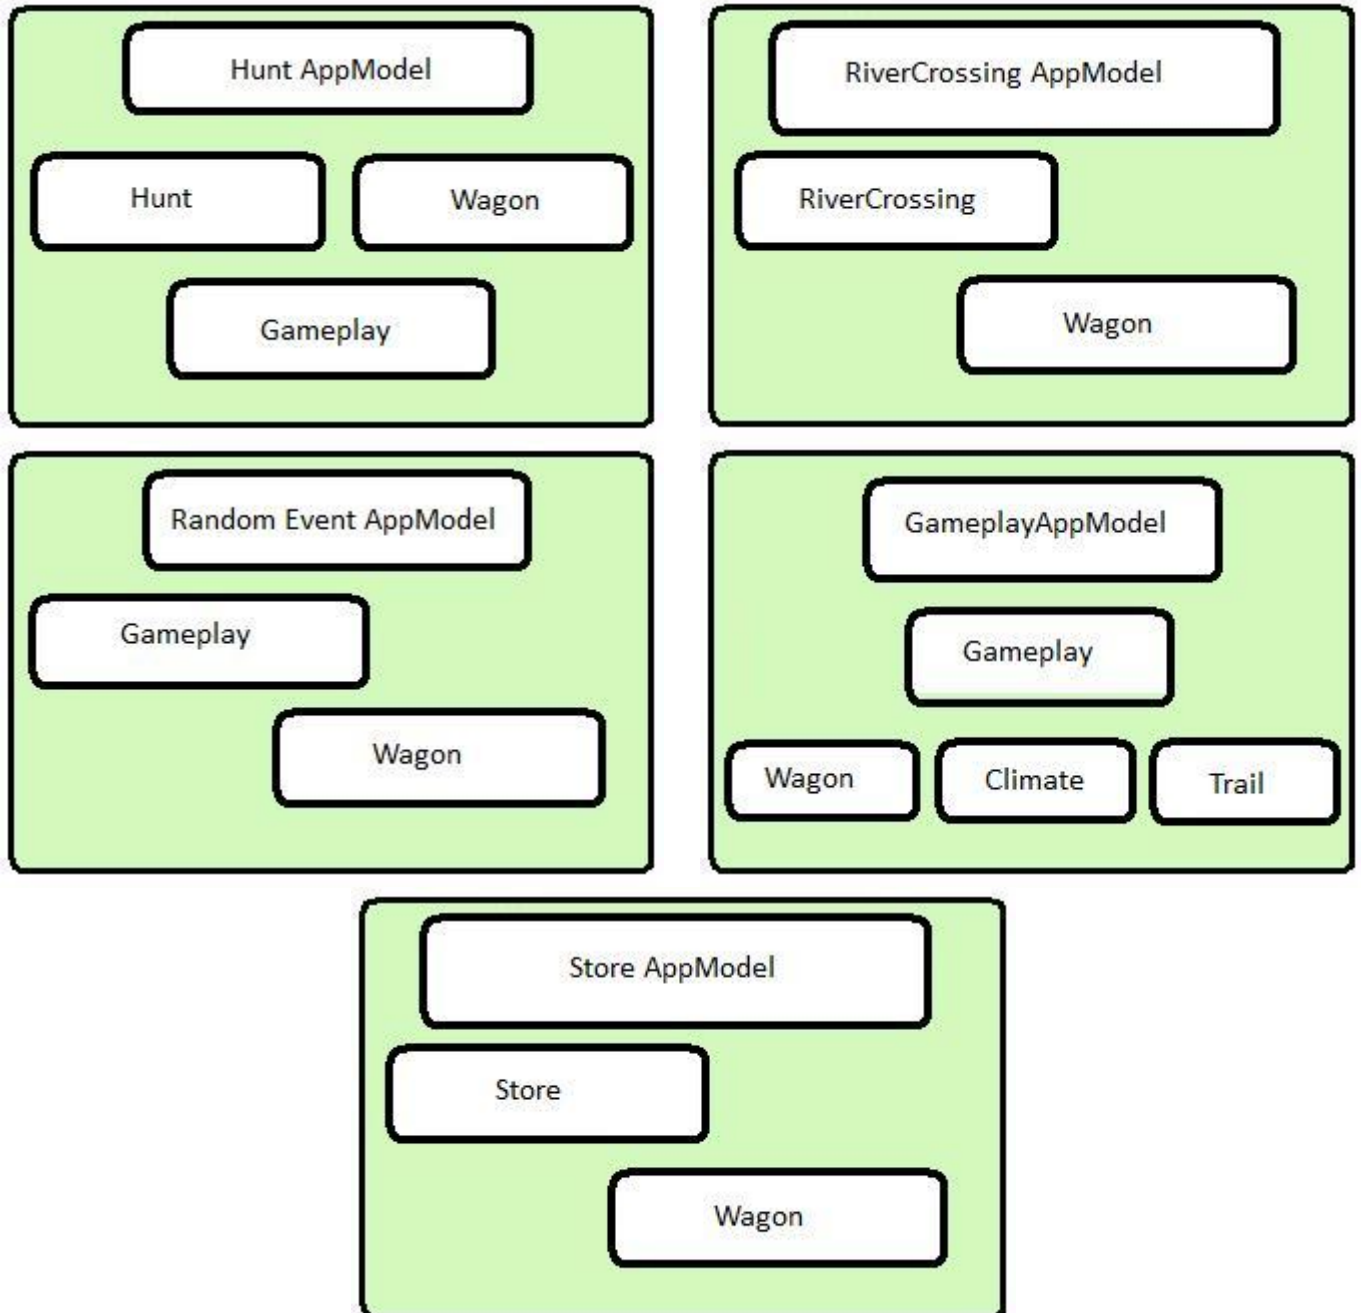 Hunt AppModel
Hunt
Wagon
Gameplay
RiverCrossing AppModel
RiverCrossing
Wagon
Random Event AppModel
Gameplay
Wagon
GameplayAppModel
Gameplay
Wagon
Climate
Trail
Store AppModel
Store
Wagon